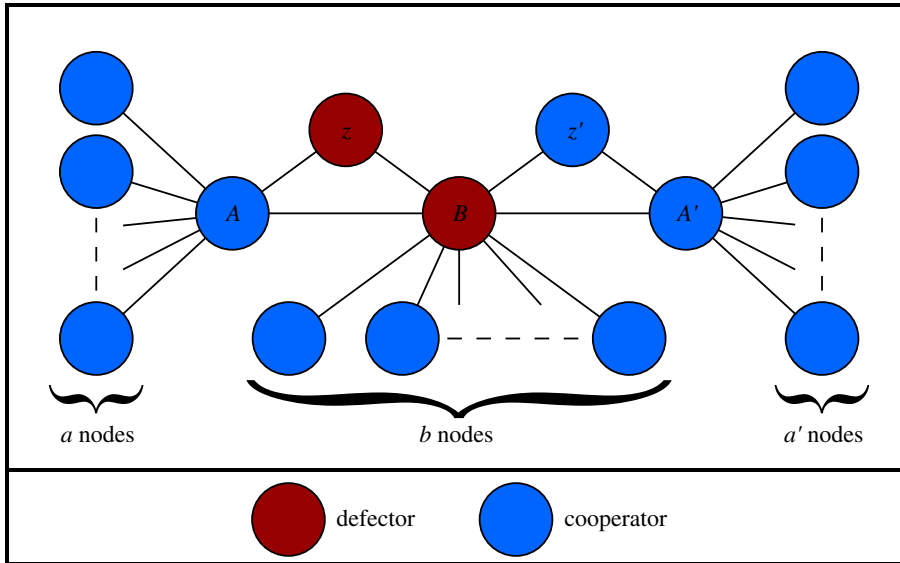 z
z'
A
B
A'
a nodes
b nodes
a' nodes
defector
cooperator